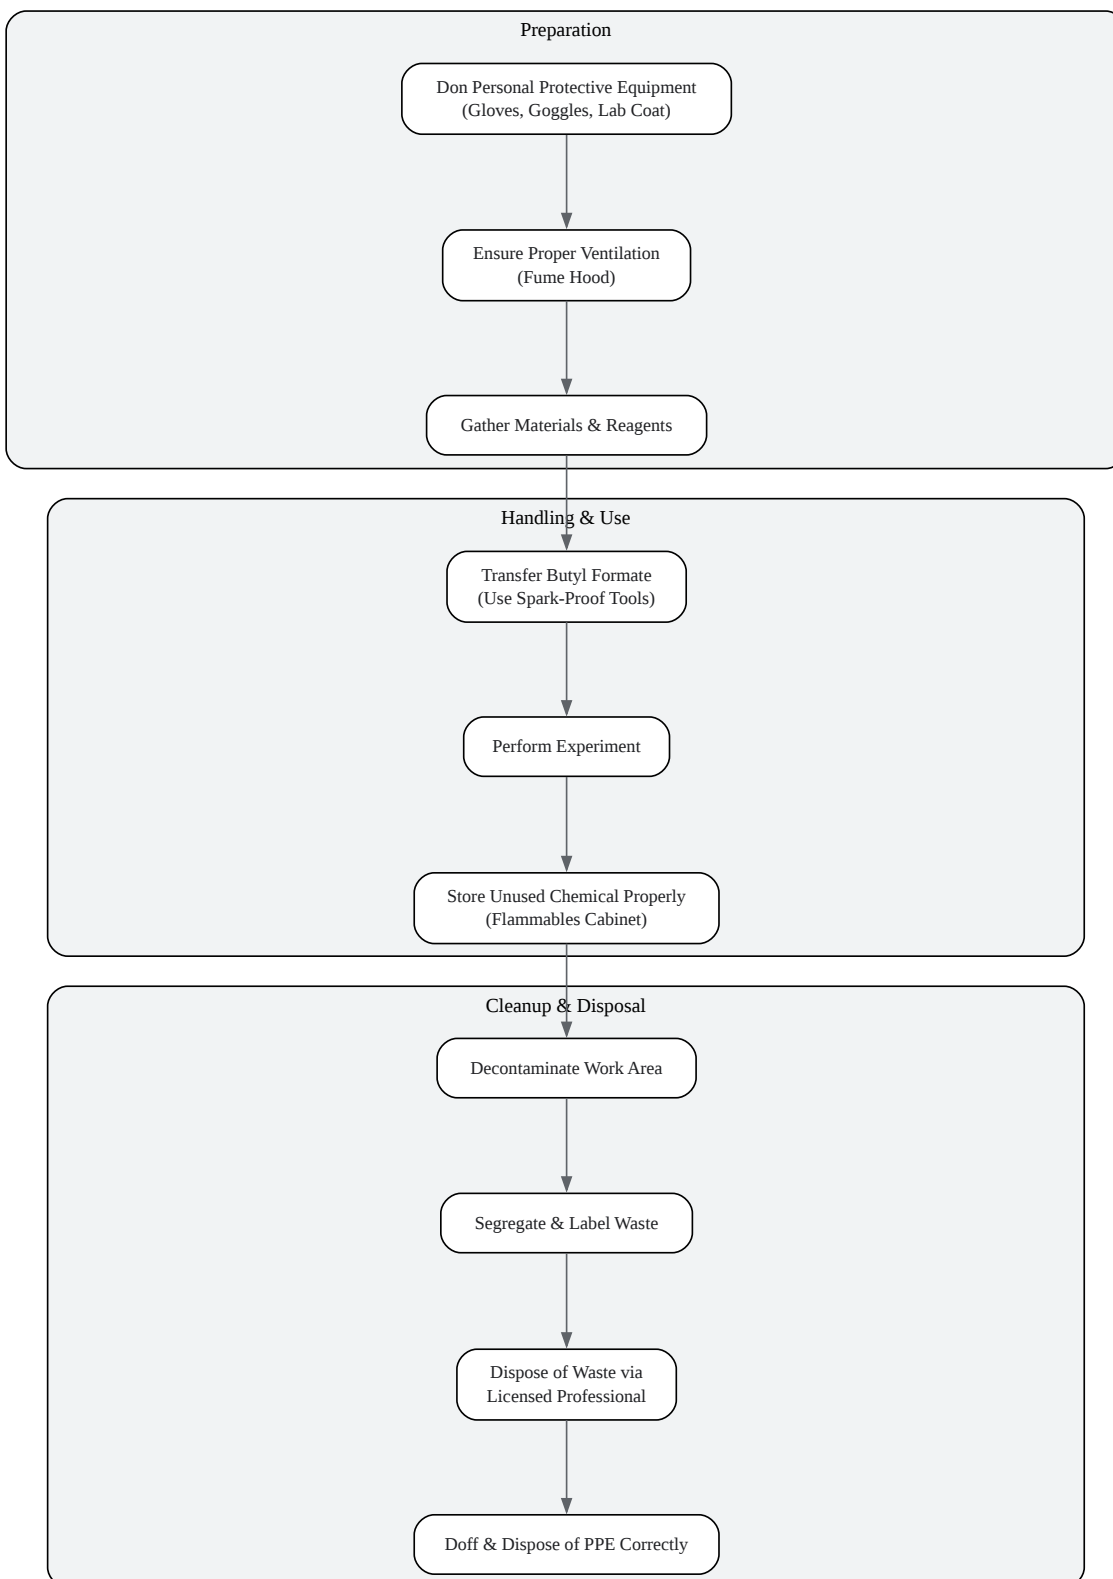 Preparation
Don Personal Protective Equipment
(Gloves, Goggles, Lab Coat)
Ensure Proper Ventilation
(Fume Hood)
Gather Materials & Reagents
Handling & Use
Transfer Butyl Formate
(Use Spark-Proof Tools)
Perform Experiment
Store Unused Chemical Properly
(Flammables Cabinet)
Cleanup & Disposal
Decontaminate Work Area
Segregate & Label Waste
Dispose of Waste via
Licensed Professional
Doff & Dispose of PPE Correctly